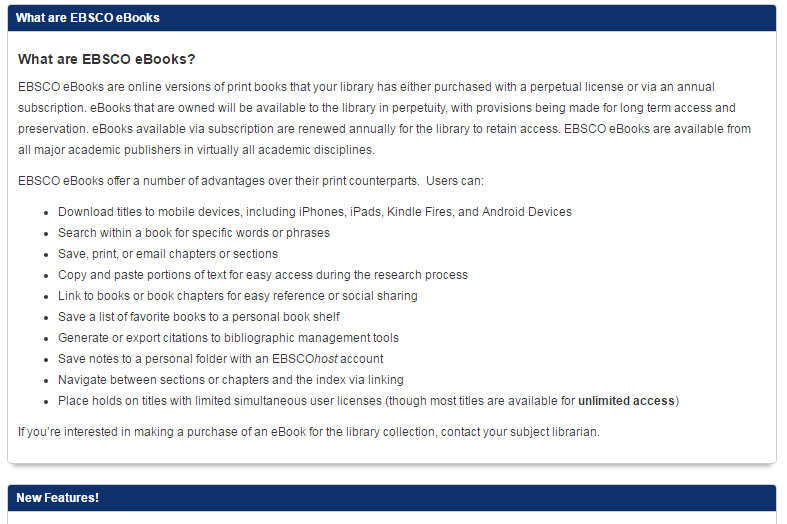 What are EBSCO eBooks
What are EBSCO eBooks?
EBSCO eBooks are online versions of print books that your library has either purchased with a perpetual license or via an annual
subscription. eBooks that are owned will be available to the library in perpetuity, with provisions being made for long term access and
preservation. eBooks available via subscription are renewed annually for the library to retain access. EBSCO eBooks are available from
all major academic publishers in virtually all academic disciplines.
EBSCO eBooks offer a number of advantages over their print counterparts.  Users can:
• Download titles to mobile devices, including iPhones, iPads, Kindle Fires, and Android Devices
• Search within a book for specific words or phrases
• Save, print, or email chapters or sections
• Copy and paste portions of text for easy access during the research process
• Link to books or book chapters for easy reference or social sharing
• Save a list of favorite books to a personal book shelf
• Generate or export citations to bibliographic management tools
• Save notes to a personal folder with an EBSCOhost account
• Navigate between sections or chapters and the index via linking
• Place holds on titles with limited simultaneous user licenses (though most titles are available for unlimited access)
If you're interested in making a purchase of an eBook for the library collection, contact your subject librarian.
New Features!